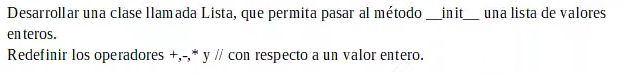 Desarrollar una clase llamada Lista, que permita pasar al método __init__ una lista de valores
enteros.
Redefinir los operadores +,-,* y // con respecto a un valor entero.